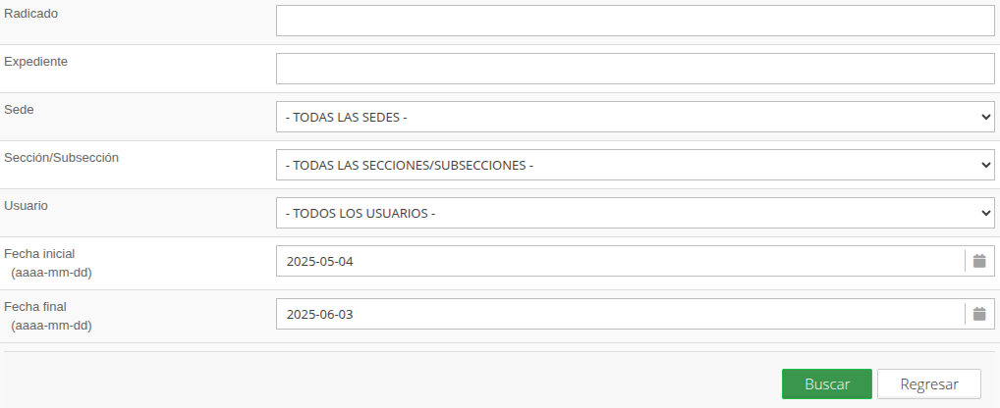 Radicado
Expediente
Sede
- TODAS LAS SEDES -
Sección/Subsección
- TODAS LAS SECCIONES/SUBSECCIONES -
Usuario
- TODOS LOS USUARIOS -
Fecha inicial
(aaaa-mm-dd)
2025-05-04
Fecha final
(aaaa-mm-dd)
2025-06-03
Buscar
Regresar